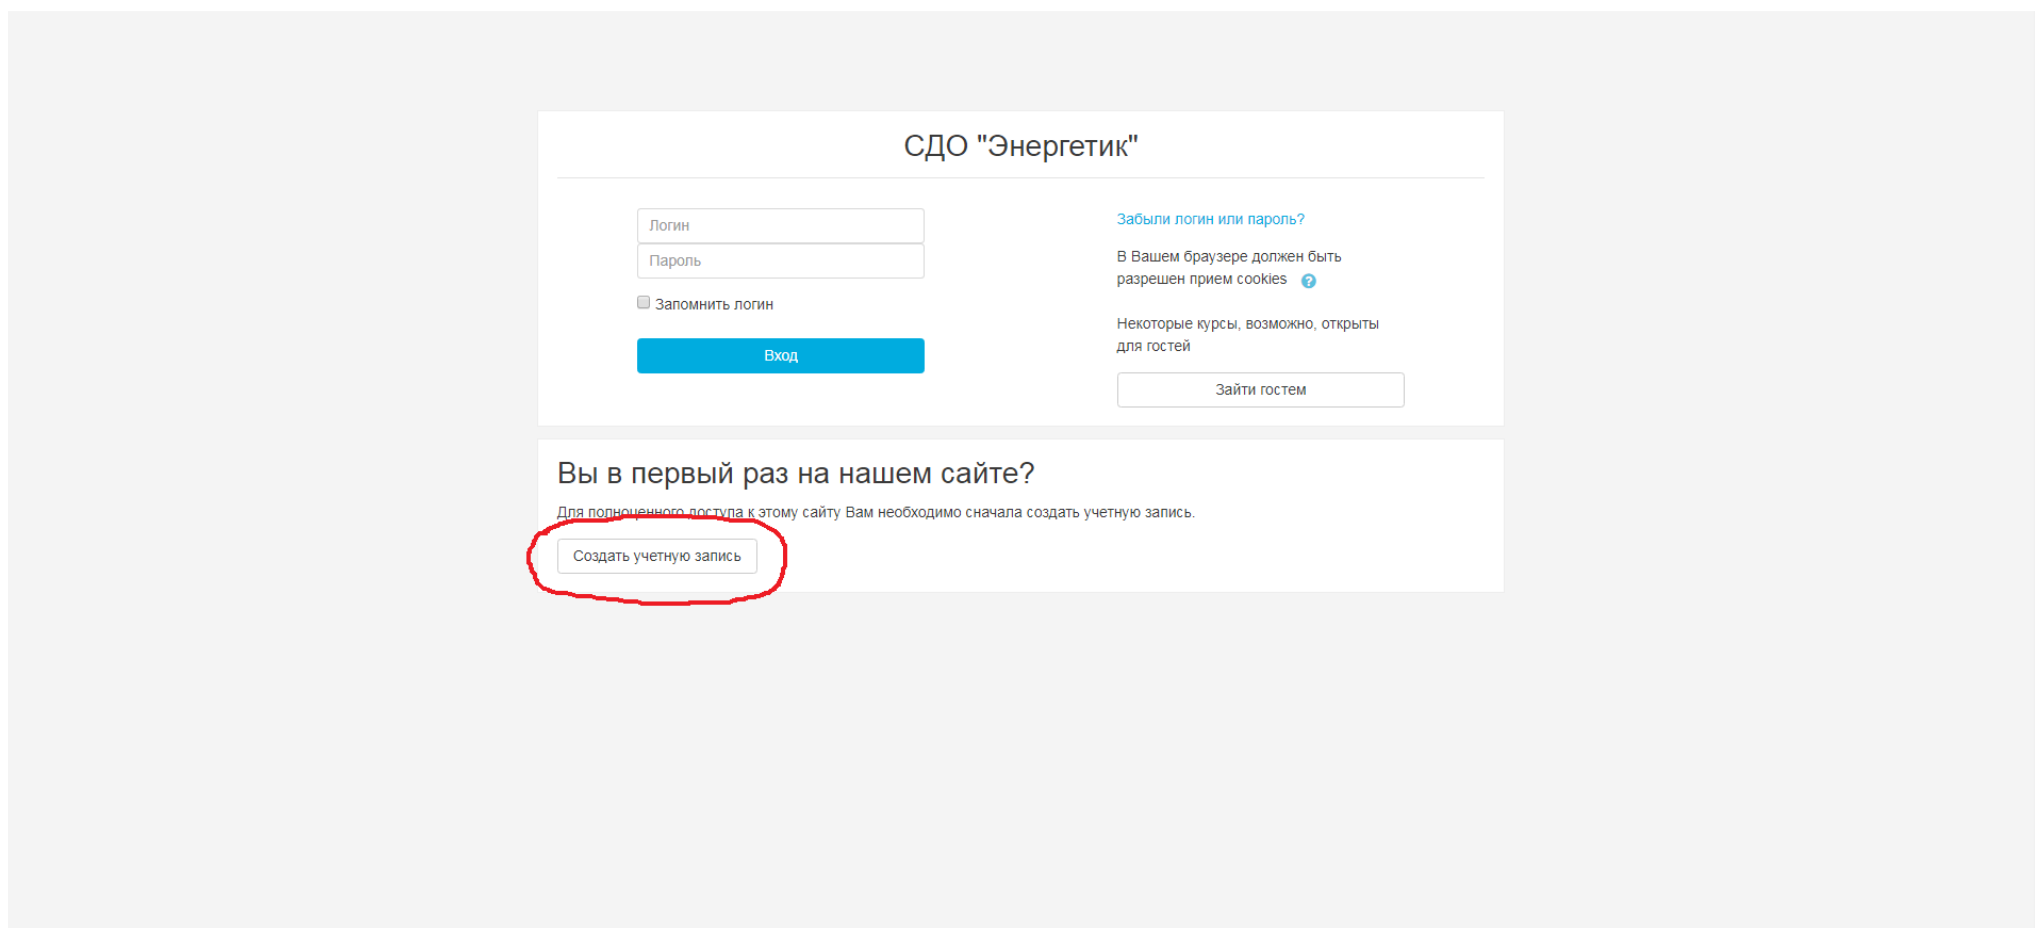 СДО "Энергетик"
Логин
Пароль
Запомнить логин
Вход
Забыли логин или пароль?
В Вашем браузере должен быть
разрешен прием cookies ?
Некоторые курсы, возможно, открыты
для гостей
Зайти гостем
Вы в первый раз на нашем сайте?
Для полноценного доступа к этому сайту Вам необходимо сначала создать учетную запись.
Создать учетную запись